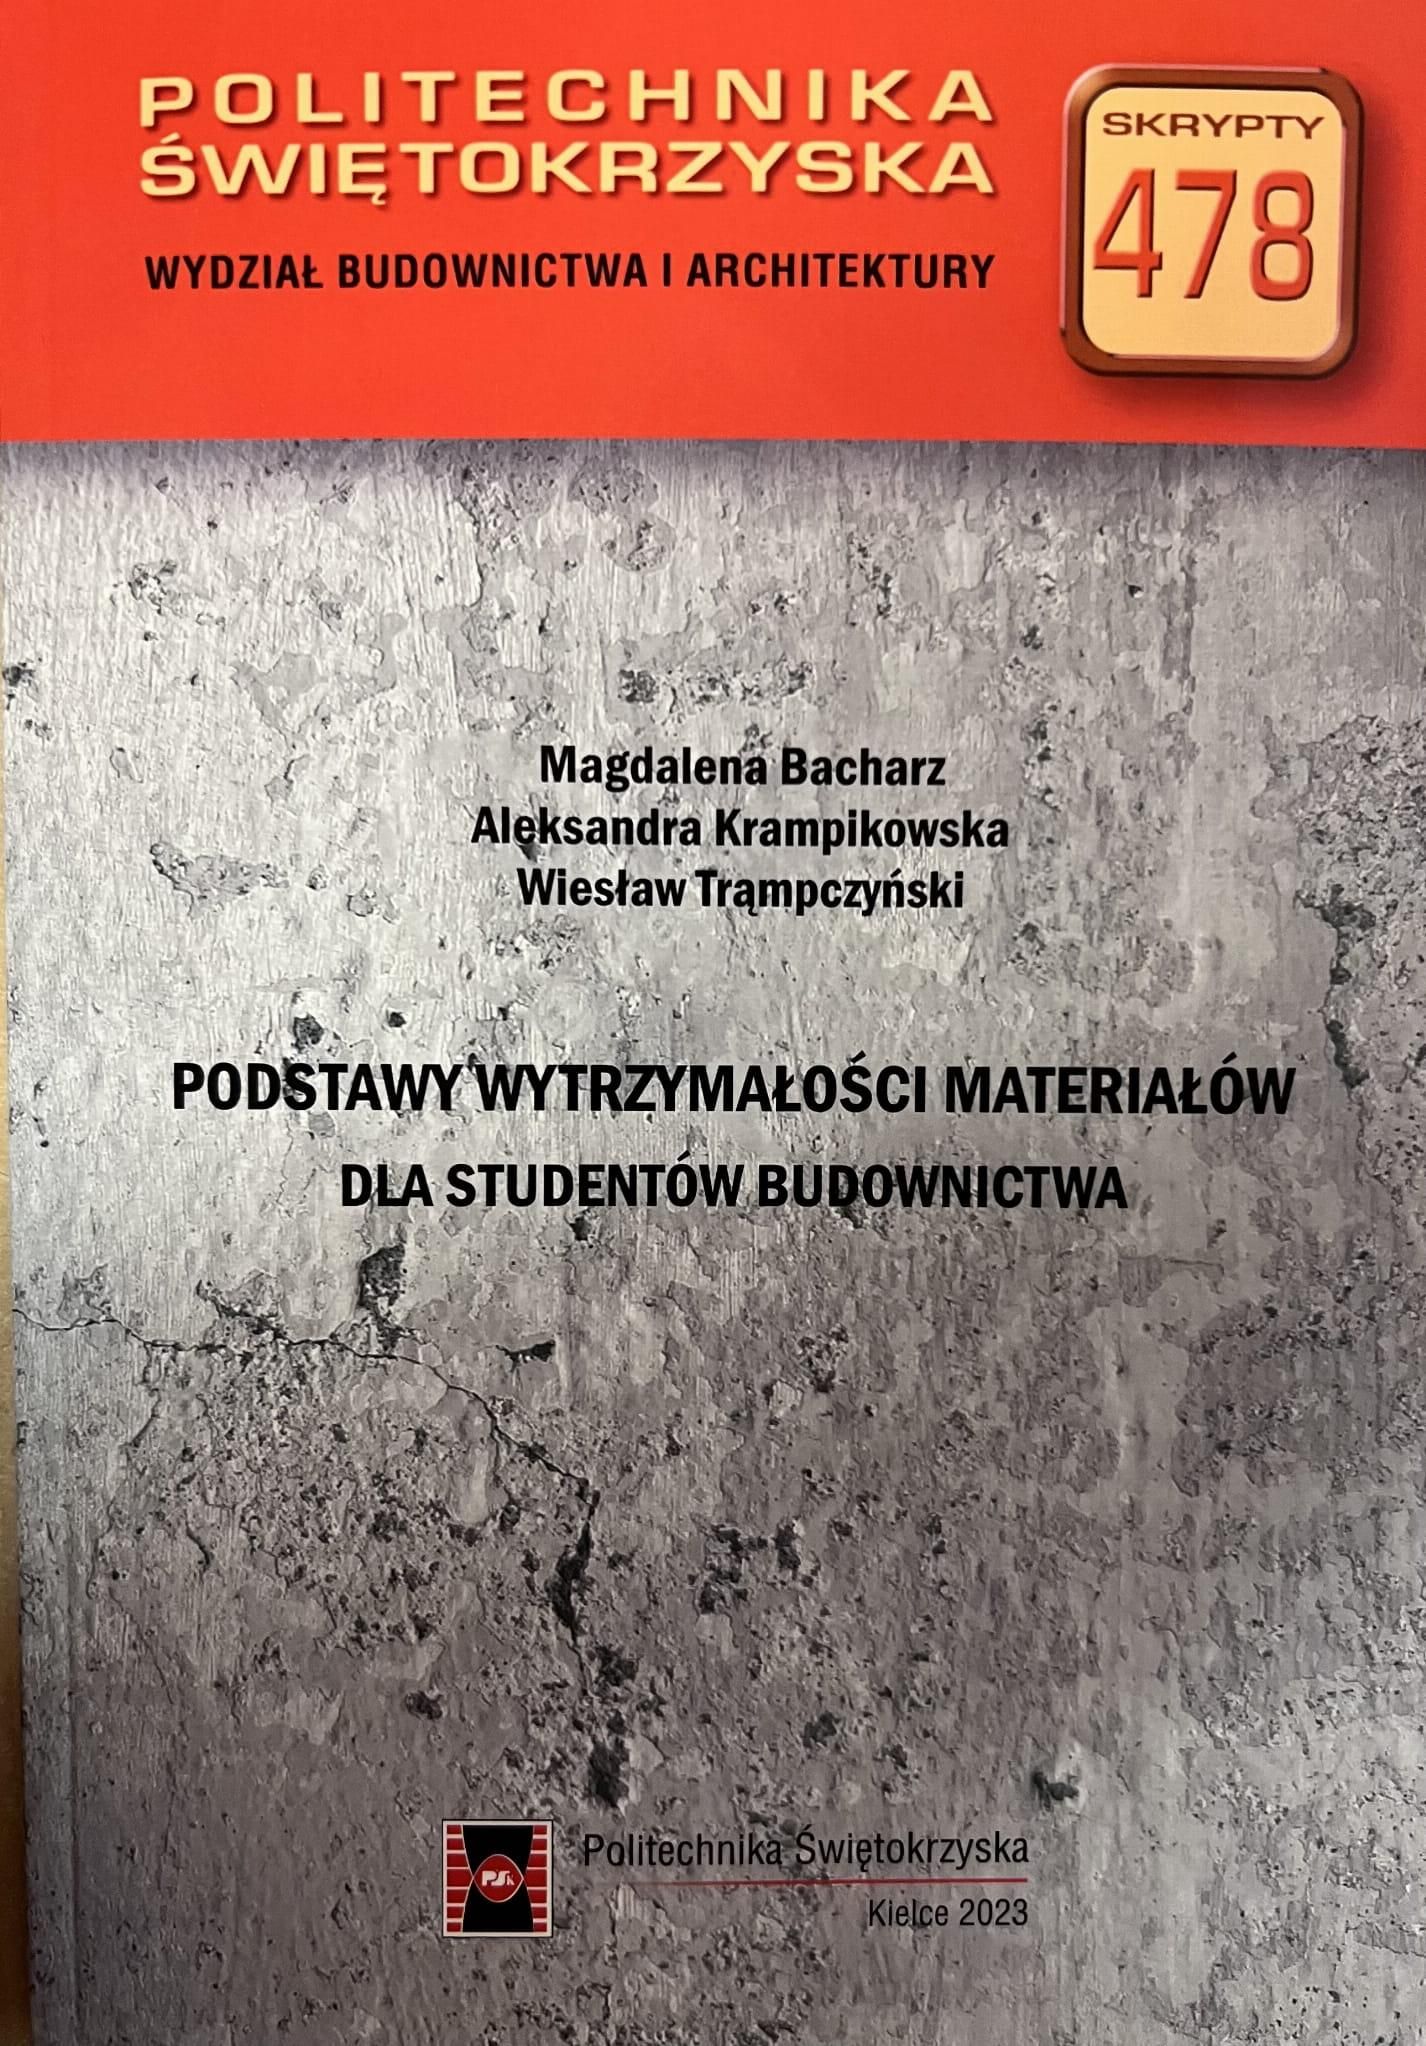 POLITECHNIKA
ŚWIĘTOKRZYSKA
WYDZIAŁ BUDOWNICTWA I ARCHITEKTURY
SKRYPTY
478
Magdalena Bacharz
Aleksandra Krampikowska
Wiesław Trąmpczyński
PODSTAWY WYTRZYMAŁOŚCI MATERIAŁÓW
DLA STUDENTÓW BUDOWNICTWA
PŚk
Politechnika Świętokrzyska
Kielce 2023